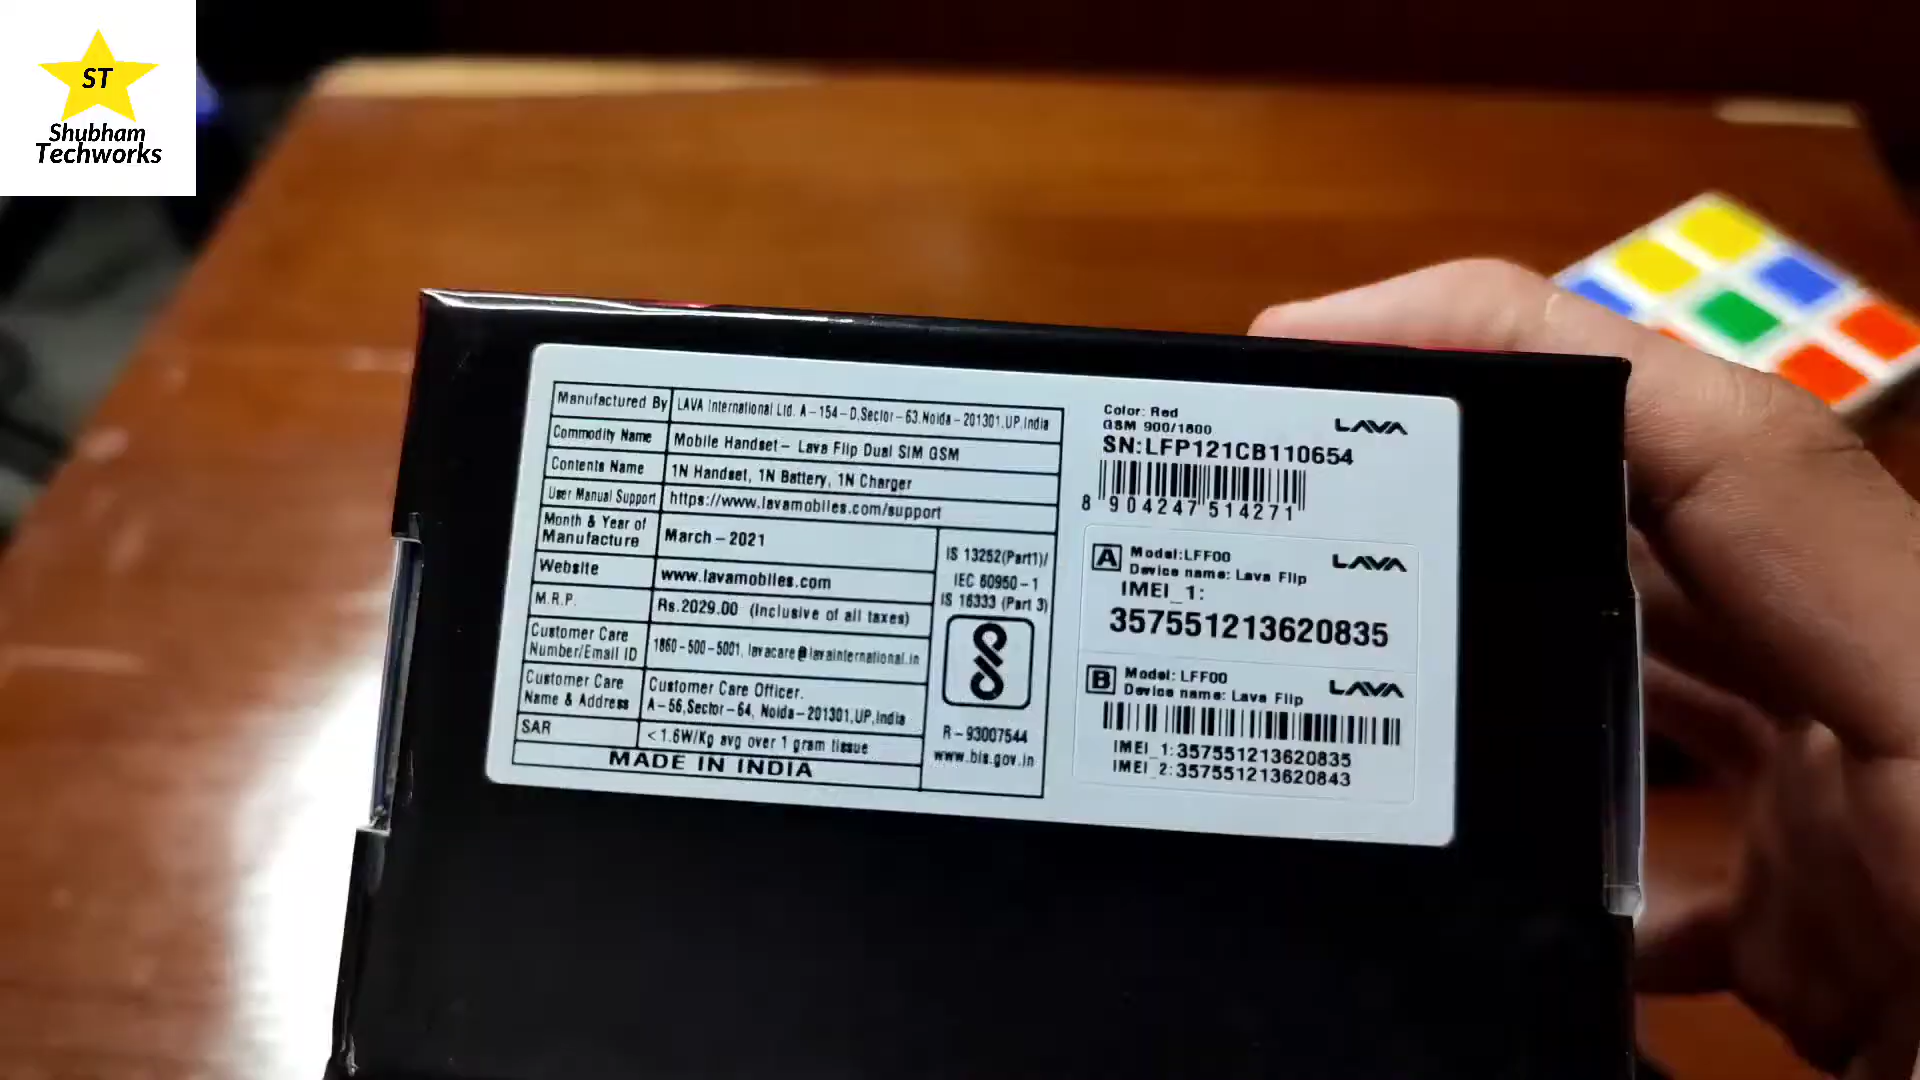 ST
Shubham
Techworks
Manufactured By LAVA International Ltd. A-154-D,Sector-63,Noida-201301,UP,India
Commodity Name Mobile Handset- Lava Flip Dual SIM GSM
Contents Name 1N Handset, 1N Battery, 1N Charger
User Manual Support https://www.lavamobiles.com/support
Month & Year of
Manufacture March-2021
Website www.lavamobiles.com
M.R.P. Rs.2029.00 (Inclusive of all taxes)
Customer Care
Number/Email ID 1860-500-5001, lavacare@lavainternational.in
Customer Care
Name & Address Customer Care Officer.
A-56,Sector-64, Noida-201301,UP,India
SAR <1.6W/Kg avg over 1 gram tissue
MADE IN INDIA
IS 13252(Part1)/
IEC 60950-1
IS 16333 (Part 3)
R-93007544
www.bis.gov.in
Color: Red
GSM 900/1800
LAVA
SN:LFP121CB110654
8 904247 514271
A Model:LFF00 LAVA
Device name: Lava Flip
IMEI_1:
357551213620835
B Model: LFF00 LAVA
Device name: Lava Flip
IMEI_1:357551213620835
IMEI_2:357551213620843